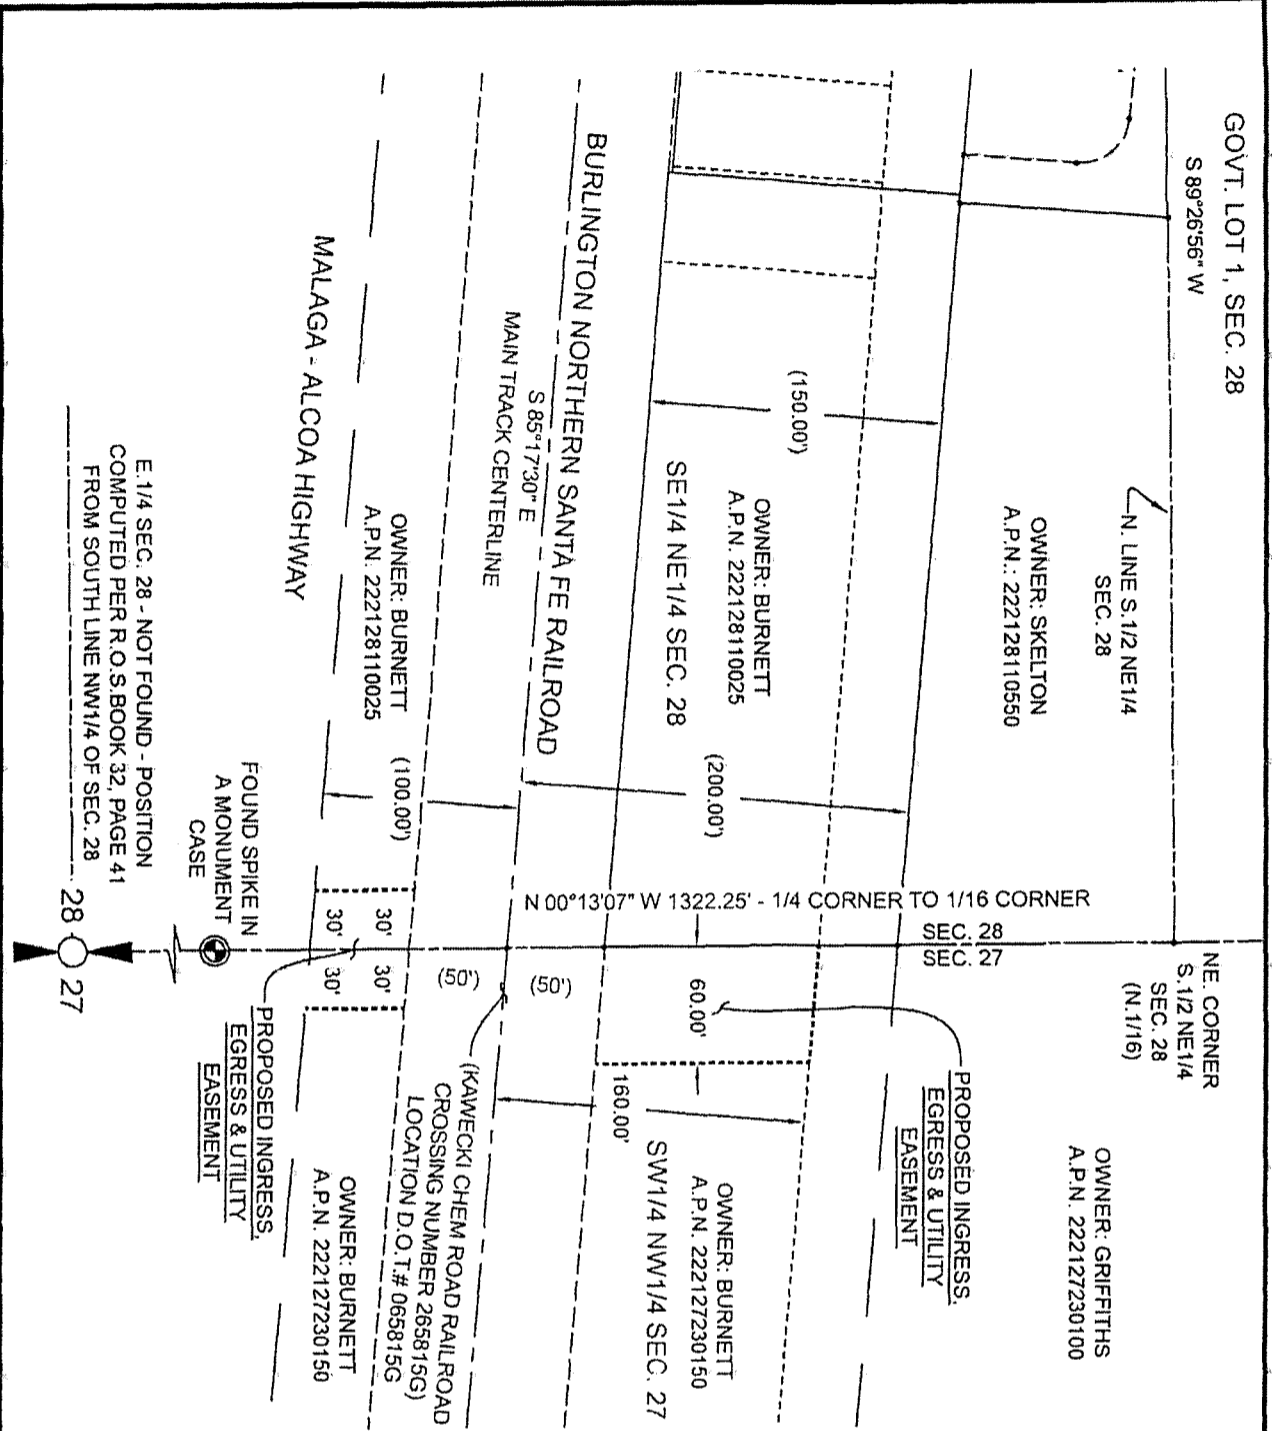 GOVT. LOT 1, SEC. 28
S 89°26'56" W
N. LINE S.1/2 NE1/4
SEC. 28
NE. CORNER
S.1/2 NE1/4
SEC. 28
(N.1/16)
OWNER: SKELTON
A.P.N.: 222128110550
OWNER: GRIFFITHS
A.P.N. 222127230100
(150.00')
OWNER: BURNETT
A.P.N. 222128110025
SE1/4 NE1/4 SEC. 28
(200.00')
N 00°13'07" W 1322.25' - 1/4 CORNER TO 1/16 CORNER
SEC. 28
SEC. 27
PROPOSED INGRESS,
EGRESS & UTILITY
EASEMENT
60.00'
160.00'
OWNER: BURNETT
A.P.N. 222127230150
SW1/4 NW1/4 SEC. 27
BURLINGTON NORTHERN SANTA FE RAILROAD
S 85°17'30" E
MAIN TRACK CENTERLINE
(50')
(50')
(KAWECKI CHEM ROAD RAILROAD
CROSSING NUMBER 265815G)
LOCATION D.O.T.# 065815G
OWNER: BURNETT
A.P.N. 222128110025
(100.00')
30'
30'
30'
30'
OWNER: BURNETT
A.P.N. 222127230150
MALAGA - ALCOA HIGHWAY
PROPOSED INGRESS,
EGRESS & UTILITY
EASEMENT
FOUND SPIKE IN
A MONUMENT
CASE
E.1/4 SEC. 28 - NOT FOUND - POSITION
COMPUTED PER R.O.S.BOOK 32, PAGE 41
FROM SOUTH LINE NW1/4 OF SEC. 28
28
27